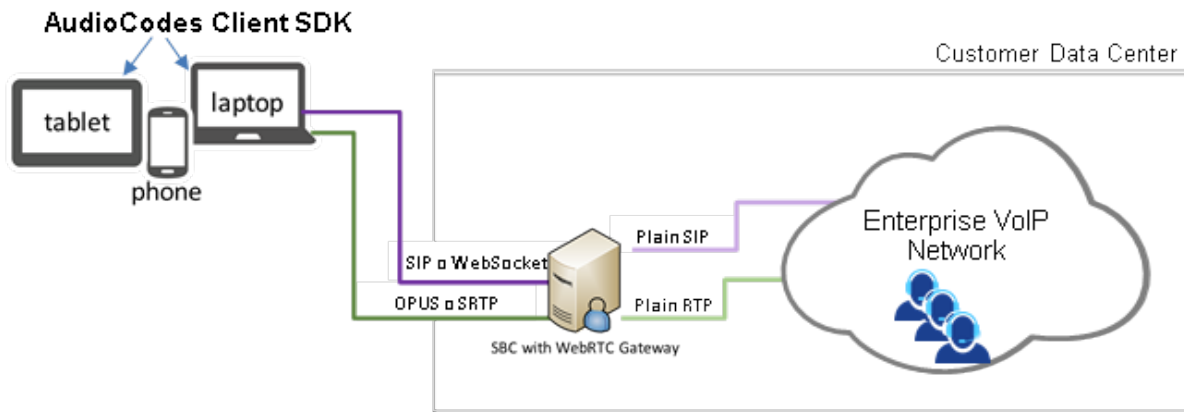 AudioCodes Client SDK
Customer Data Center
tablet
laptop
phone
Enterprise VoIP
Network
Plain SIP
SIP o WebSocket
OPUS o SRTP
Plain RTP
SBC with WebRTC Gateway